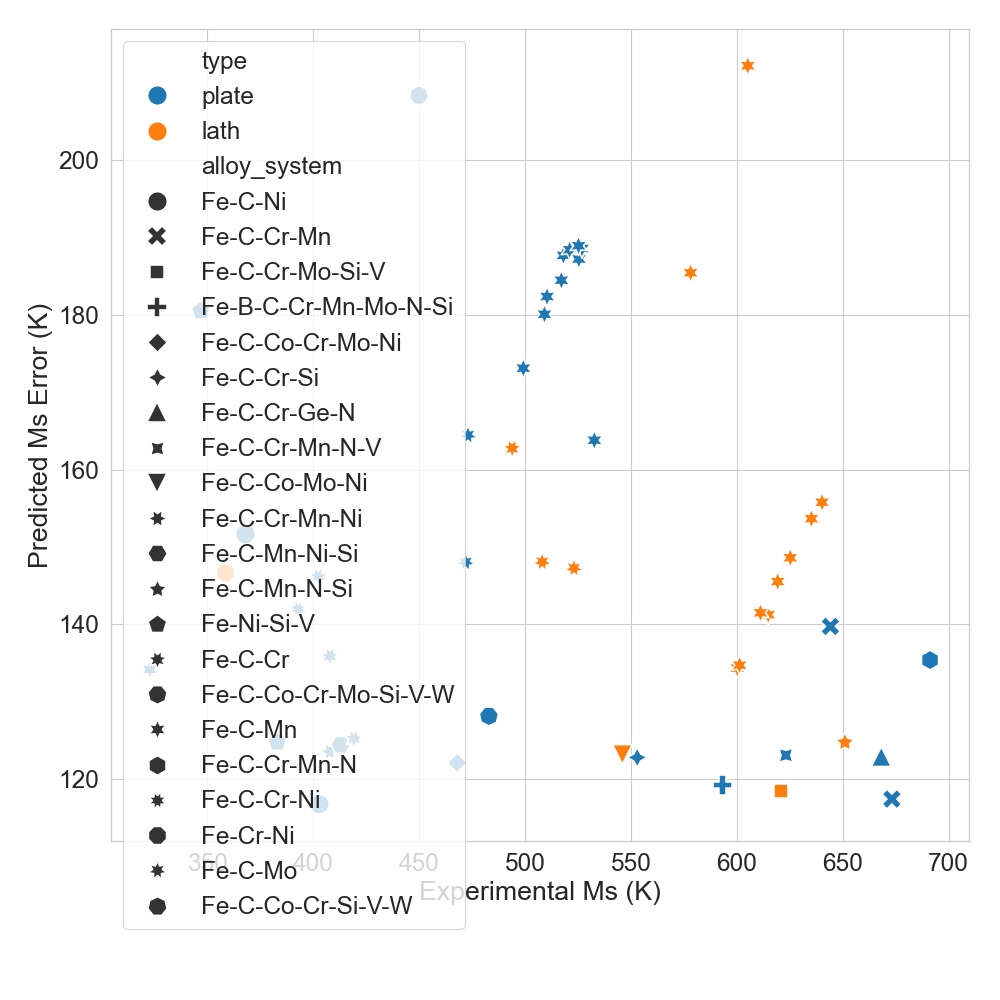 type
plate
lath
alloy_system
Fe-C-Ni
Fe-C-Cr-Mn
Fe-C-Cr-Mo-Si-V
Fe-B-C-Cr-Mn-Mo-N-Si
Fe-C-Co-Cr-Mo-Ni
Fe-C-Cr-Si
Fe-C-Cr-Ge-N
Fe-C-Cr-Mn-N-V
Fe-C-Co-Mo-Ni
Fe-C-Cr-Mn-Ni
Fe-C-Mn-Ni-Si
Fe-C-Mn-N-Si
Fe-Ni-Si-V
Fe-C-Cr
Fe-C-Co-Cr-Mo-Si-V-W
Fe-C-Mn
Fe-C-Cr-Mn-N
Fe-C-Cr-Ni
Fe-Cr-Ni
Fe-C-Mo
Fe-C-Co-Cr-Si-V-W
Predicted Ms Error (K)
200
180
160
140
120
350 400 450 500 550 600 650 700
Experimental Ms (K)